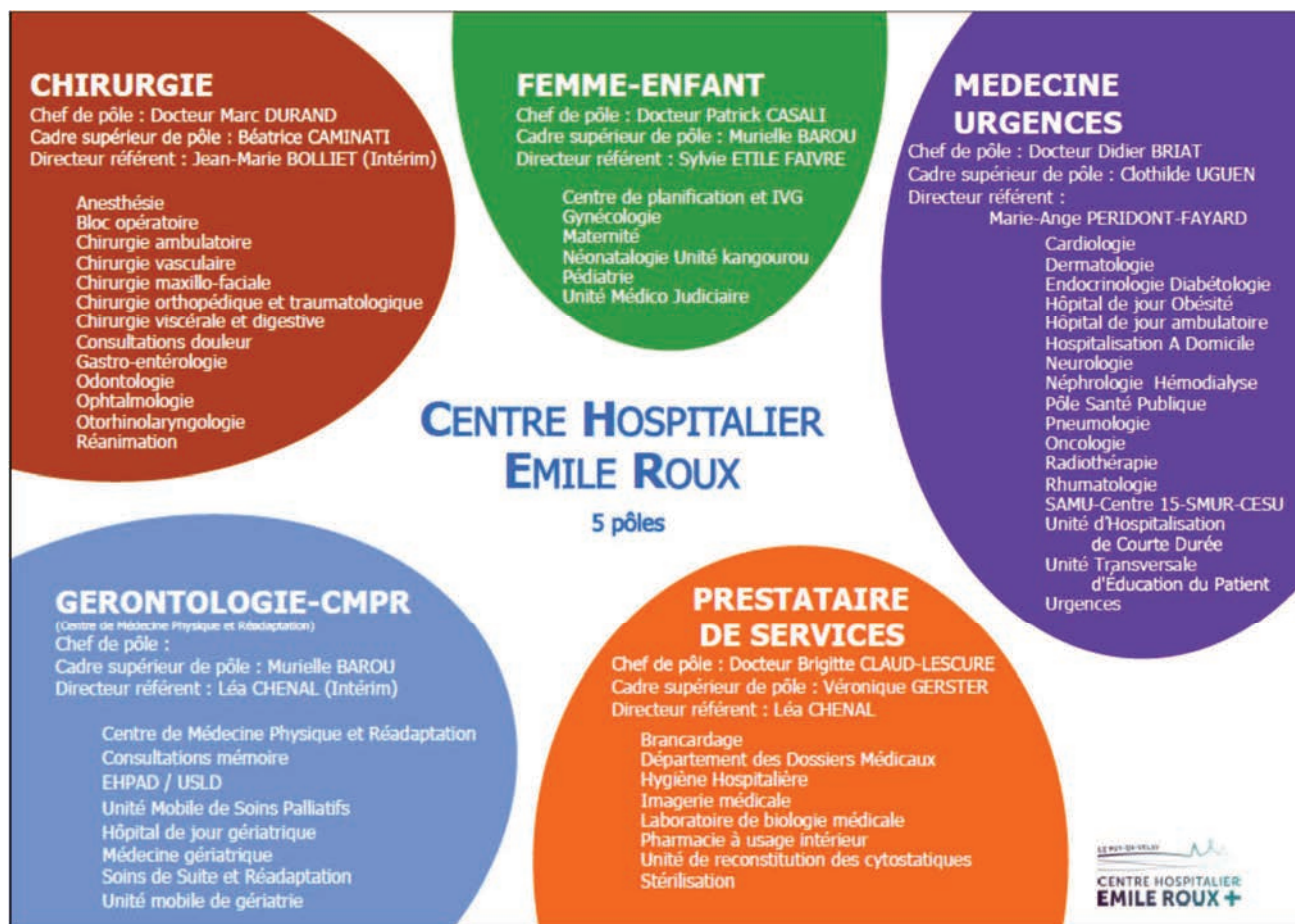 CHIRURGIE
Chef de pôle : Docteur Marc DURAND
Cadre supérieur de pôle : Béatrice CAMINATI
Directeur référent : Jean-Marie BOLLIET (Intérim)
Anesthésie
Bloc opératoire
Chirurgie ambulatoire
Chirurgie vasculaire
Chirurgie maxillo-faciale
Chirurgie orthopédique et traumatologique
Chirurgie viscérale et digestive
Consultations douleur
Gastro-entérologie
Odontologie
Ophtalmologie
Otorhinolaryngologie
Réanimation
FEMME-ENFANT
Chef de pôle : Docteur Patrick CASALI
Cadre supérieur de pôle : Murielle BAROU
Directeur référent : Sylvie ETILE FAIVRE
Centre de planification et IVG
Gynécologie
Maternité
Néonatalogie Unité kangourou
Pédiatrie
Unité Médico Judiciaire
MEDECINE
URGENCES
Chef de pôle : Docteur Didier BRIAT
Cadre supérieur de pôle : Clothilde UGUEN
Directeur référent :
Marie-Ange PERIDONT-FAYARD
Cardiologie
Dermatologie
Endocrinologie Diabétologie
Hôpital de jour Obésité
Hôpital de jour ambulatoire
Hospitalisation A Domicile
Neurologie
Néphrologie Hémodialyse
Pôle Santé Publique
Pneumologie
Oncologie
Radiothérapie
Rhumatologie
SAMU-Centre 15-SMUR-CESU
Unité d'Hospitalisation
de Courte Durée
Unité Transversale
d'Éducation du Patient
Urgences
CENTRE HOSPITALIER
EMILE ROUX
5 pôles
GERONTOLOGIE-CMPR
(Centre de Médecine Physique et Réadaptation)
Chef de pôle :
Cadre supérieur de pôle : Murielle BAROU
Directeur référent : Léa CHENAL (Intérim)
Centre de Médecine Physique et Réadaptation
Consultations mémoire
EHPAD / USLD
Unité Mobile de Soins Palliatifs
Hôpital de jour gériatrique
Médecine gériatrique
Soins de Suite et Réadaptation
Unité mobile de gériatrie
PRESTATAIRE
DE SERVICES
Chef de pôle : Docteur Brigitte CLAUD-LESCURE
Cadre supérieur de pôle : Véronique GERSTER
Directeur référent : Léa CHENAL
Brancardage
Département des Dossiers Médicaux
Hygiène Hospitalière
Imagerie médicale
Laboratoire de biologie médicale
Pharmacie à usage intérieur
Unité de reconstitution des cytostatiques
Stérilisation
LE PUY-EN-VELAY
CENTRE HOSPITALIER
EMILE ROUX +